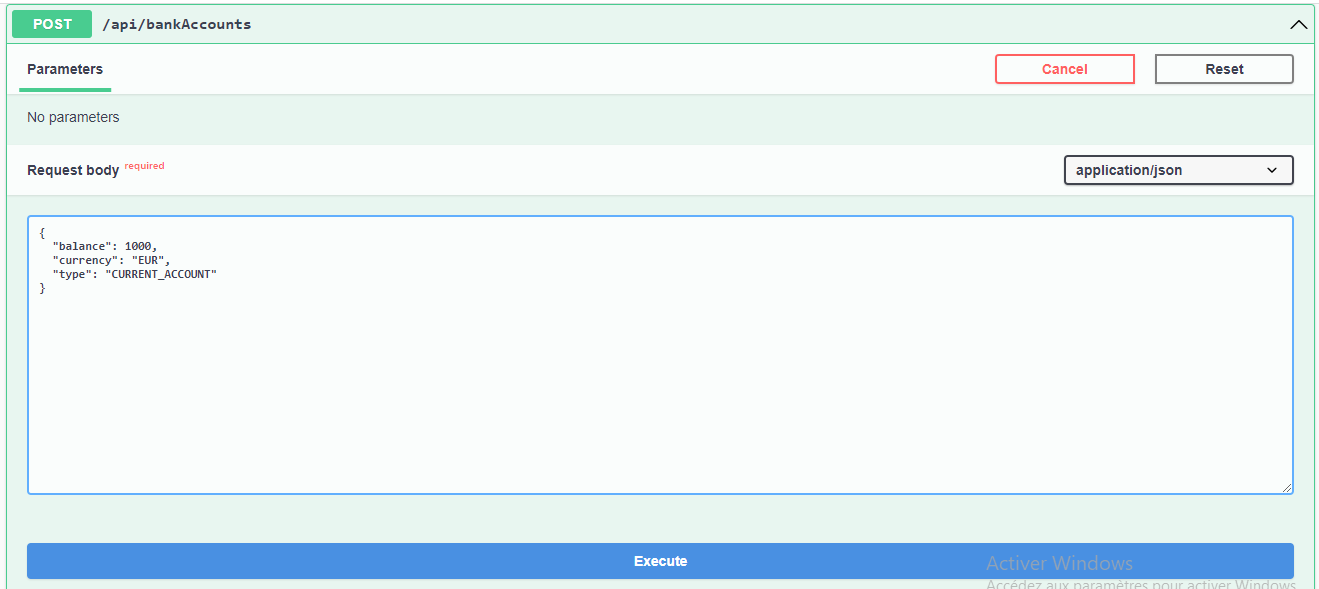 POST /api/bankAccounts
Parameters
Cancel
Reset
No parameters
Request body required
application/json
{
  "balance": 1000,
  "currency": "EUR",
  "type": "CURRENT_ACCOUNT"
}
Execute
Activer Windows
Accédez aux paramètres pour activer Windows